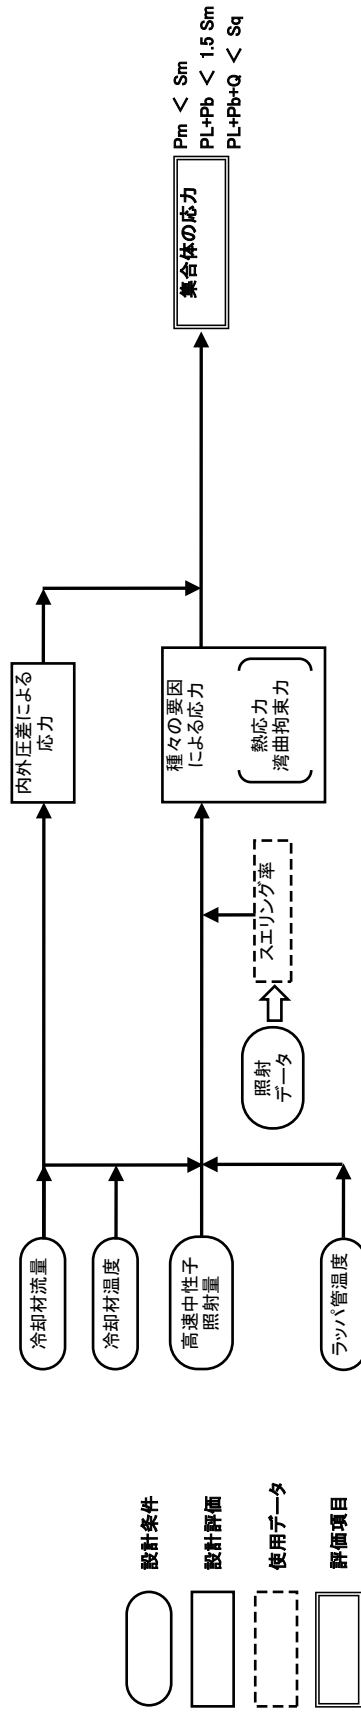 設計条件
設計評価
使用データ
評価項目
冷却材流量
冷却材温度
高速中性子
照射量
ラッパ管温度
照射
データ
スエリング率
内外圧差による
応力
種々の要因
による応力
熱応力
湾曲拘束力
集合体の応力
Pm < Sm
PL+Pb < 1.5 Sm
PL+Pb+Q < Sq